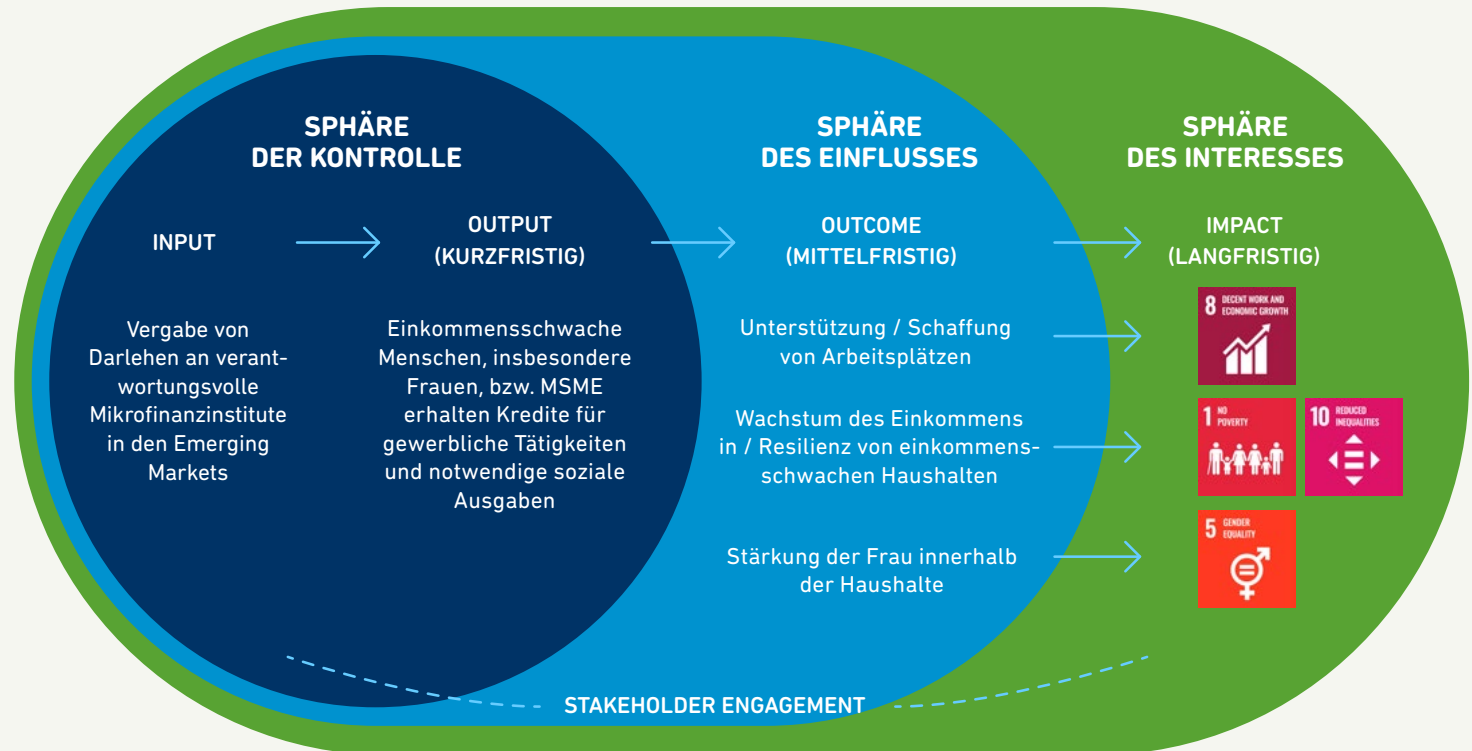 SPHÄRE
DER KONTROLLE
INPUT
Vergabe von
Darlehen an verant-
wortungsvolle
Mikrofinanzinstitute
in den Emerging
Markets
OUTPUT
(KURZFRISTIG)
Einkommensschwache
Menschen, insbesondere
Frauen, bzw. MSME
erhalten Kredite für
gewerbliche Tätigkeiten
und notwendige soziale
Ausgaben
SPHÄRE
DES EINFLUSSES
OUTCOME
(MITTELFRISTIG)
Unterstützung / Schaffung
von Arbeitsplätzen
Wachstum des Einkommens
in / Resilienz von einkommens-
schwachen Haushalten
Stärkung der Frau innerhalb
der Haushalte
SPHÄRE
DES INTERESSES
IMPACT
(LANGFRISTIG)
8 DECENT WORK AND
ECONOMIC GROWTH
1 NO
POVERTY
10 REDUCED
INEQUALITIES
5 GENDER
EQUALITY
STAKEHOLDER ENGAGEMENT